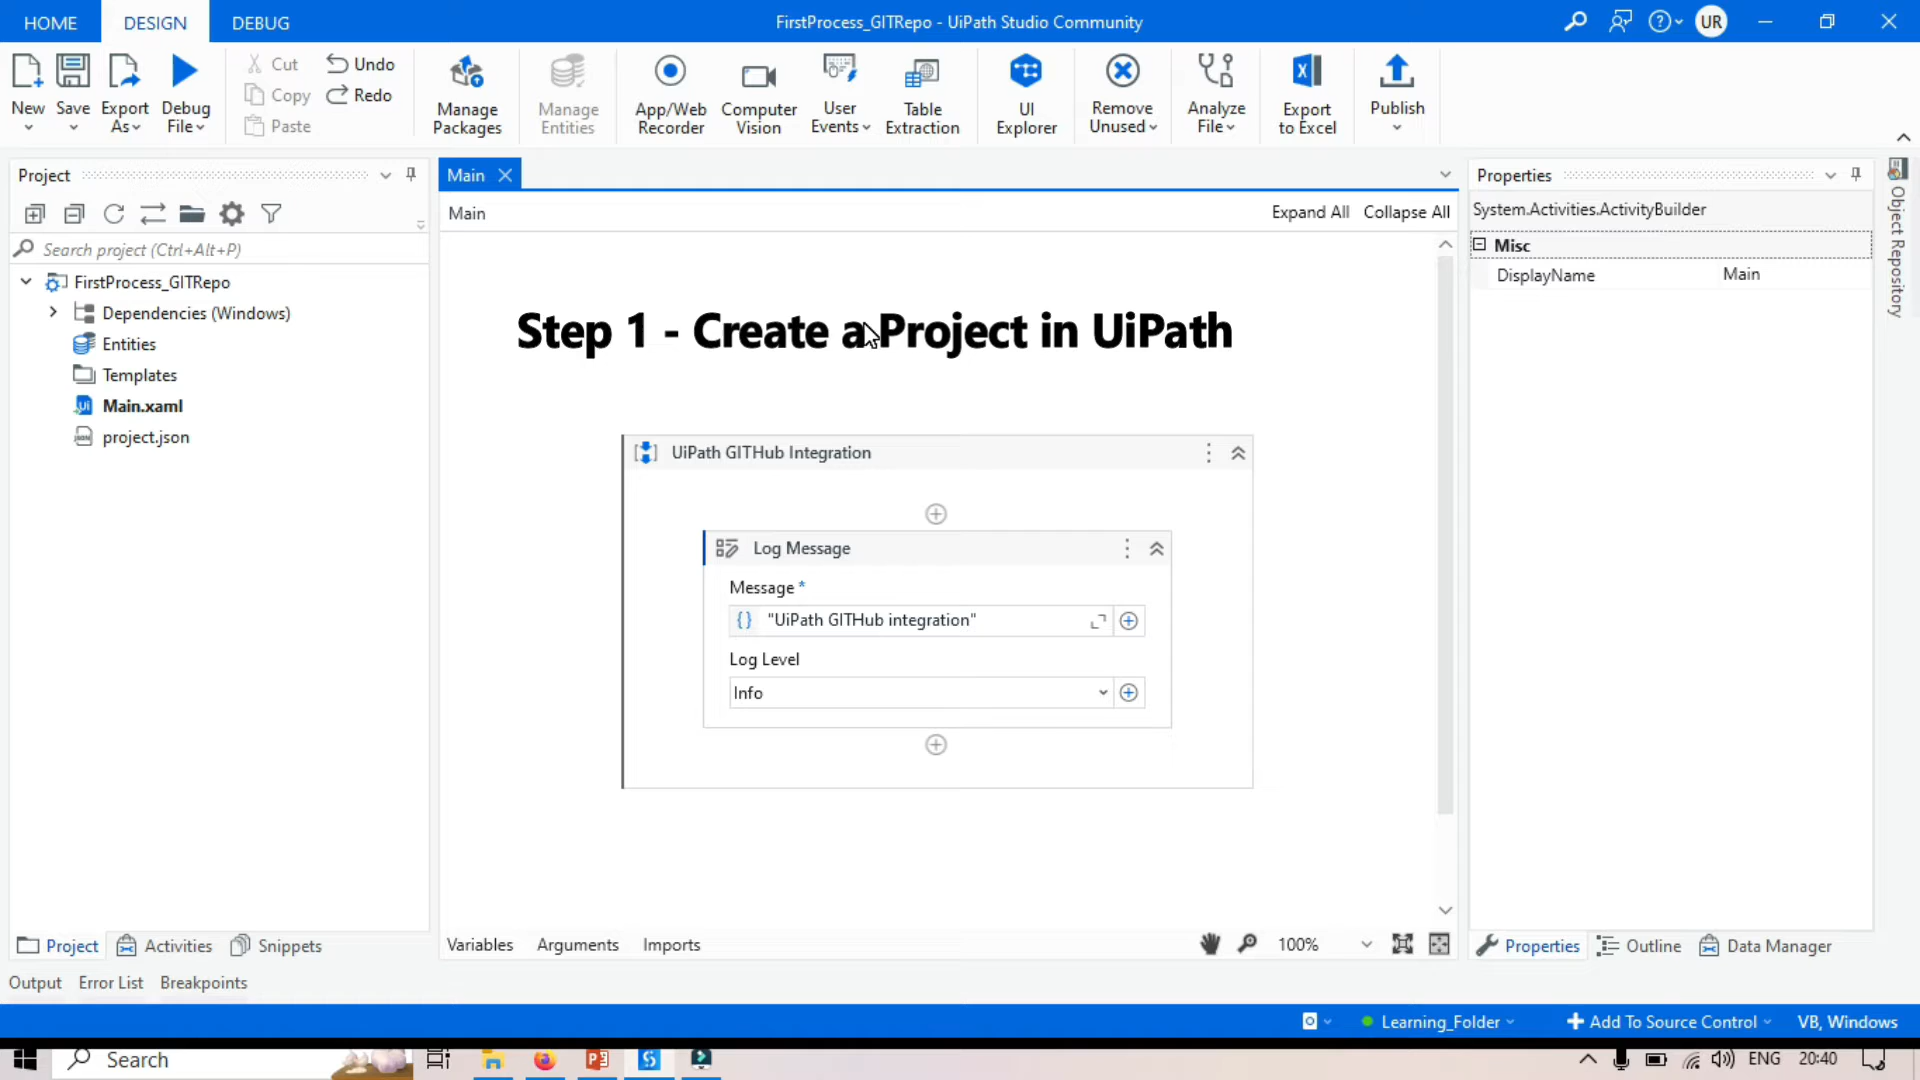 HOME
DESIGN
DEBUG
FirstProcess_GITRepo - UiPath Studio Community
UR
New
Save
Export
As
Debug
File
Cut
Copy
Paste
Undo
Redo
Manage
Packages
Manage
Entities
App/Web
Recorder
Computer
Vision
User
Events
Table
Extraction
UI
Explorer
Remove
Unused
Analyze
File
Export
to Excel
Publish
Project
Search project (Ctrl+Alt+P)
FirstProcess_GITRepo
Dependencies (Windows)
Entities
Templates
Main.xaml
project.json
Main
Main
Expand All
Collapse All
Step 1 - Create a Project in UiPath
UiPath GITHub Integration
Log Message
Message *
"UiPath GITHub integration"
Log Level
Info
Properties
System.Activities.ActivityBuilder
Misc
DisplayName
Main
Object Repository
Project
Activities
Snippets
Variables
Arguments
Imports
100%
Properties
Outline
Data Manager
Output
Error List
Breakpoints
Learning_Folder
Add To Source Control
VB, Windows
Search
ENG
20:40